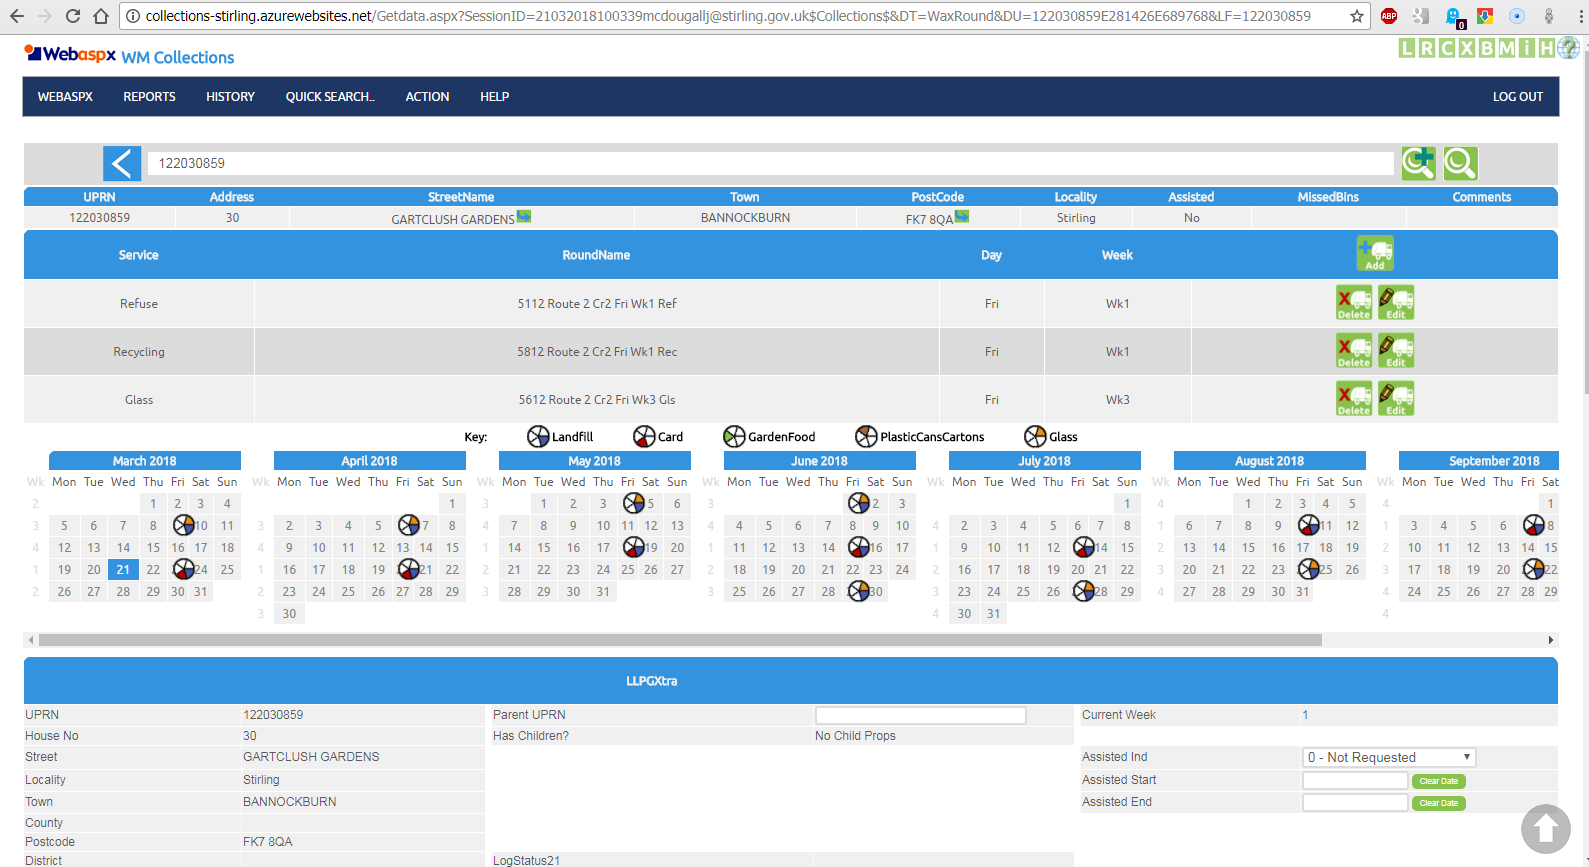 collections-stirling.azurewebsites.net/Getdata.aspx?SessionID=21032018100339mcdougallj@stirling.gov.uk$Collections$&DT=WaxRound&DU=122030859E281426E689768&LF=122030859
ABP 0
Webaspx WM Collections L R C X B M i H ?
WEBASPX REPORTS HISTORY QUICK SEARCH.. ACTION HELP LOG OUT
122030859
UPRN Address StreetName Town PostCode Locality Assisted MissedBins Comments
122030859 30 GARTCLUSH GARDENS BANNOCKBURN FK7 8QA Stirling No
Service RoundName Day Week Add
Refuse 5112 Route 2 Cr2 Fri Wk1 Ref Fri Wk1 X Delete Edit
Recycling 5812 Route 2 Cr2 Fri Wk1 Rec Fri Wk1 X Delete Edit
Glass 5612 Route 2 Cr2 Fri Wk3 Gls Fri Wk3 X Delete Edit
Key: Landfill Card GardenFood PlasticCansCartons Glass
March 2018 April 2018 May 2018 June 2018 July 2018 August 2018 September 2018
Wk Mon Tue Wed Thu Fri Sat Sun Wk Mon Tue Wed Thu Fri Sat Sun Wk Mon Tue Wed Thu Fri Sat Sun Wk Mon Tue Wed Thu Fri Sat Sun Wk Mon Tue Wed Thu Fri Sat Sun Wk Mon Tue Wed Thu Fri Sat Sun Wk Mon Tue Wed Thu Fri Sat
2 1 2 3 4 1 3 1 2 3 5 6 3 2 3 1 4 1 2 3 4 5 4 1
3 5 6 7 8 10 11 3 2 3 4 5 7 8 4 7 8 9 10 11 12 13 4 4 5 6 7 8 9 10 4 2 3 4 5 6 7 8 1 6 7 8 9 11 12 1 3 4 5 6 8
4 12 13 14 15 16 17 18 4 9 10 11 12 13 14 15 1 14 15 16 17 19 20 1 11 12 13 14 16 17 1 9 10 11 12 14 15 2 13 14 15 16 17 18 19 2 10 11 12 13 14 15
1 19 20 21 22 24 25 1 16 17 18 19 21 22 2 21 22 23 24 25 26 27 2 18 19 20 21 22 23 24 2 16 17 18 19 20 21 22 3 20 21 22 23 25 26 3 17 18 19 20 22
2 26 27 28 29 30 31 2 23 24 25 26 27 28 29 3 28 29 30 31 3 25 26 27 28 30 3 23 24 25 26 28 29 4 27 28 29 30 31 4 24 25 26 27 28 29
3 30 4 30 31 4
LLPGXtra
UPRN 122030859 Parent UPRN Current Week 1
House No 30 Has Children? No Child Props
Street GARTCLUSH GARDENS Assisted Ind 0 - Not Requested
Locality Stirling Assisted Start Clear Date
Town BANNOCKBURN Assisted End Clear Date
County
Postcode FK7 8QA
District LogStatus21